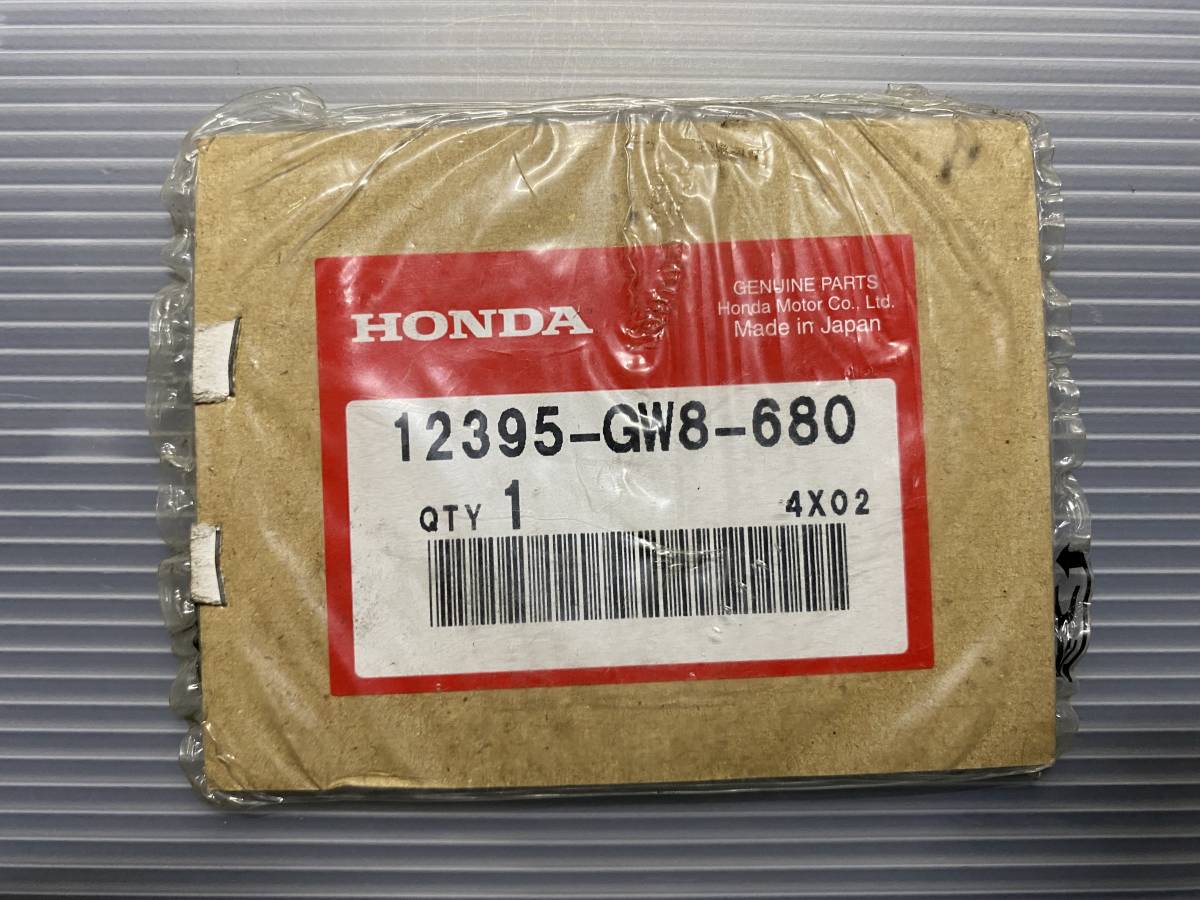 HONDA
GENUINE PARTS
Honda Motor Co., Ltd.
Made in Japan
12395-GW8-680
QTY 1 4X02